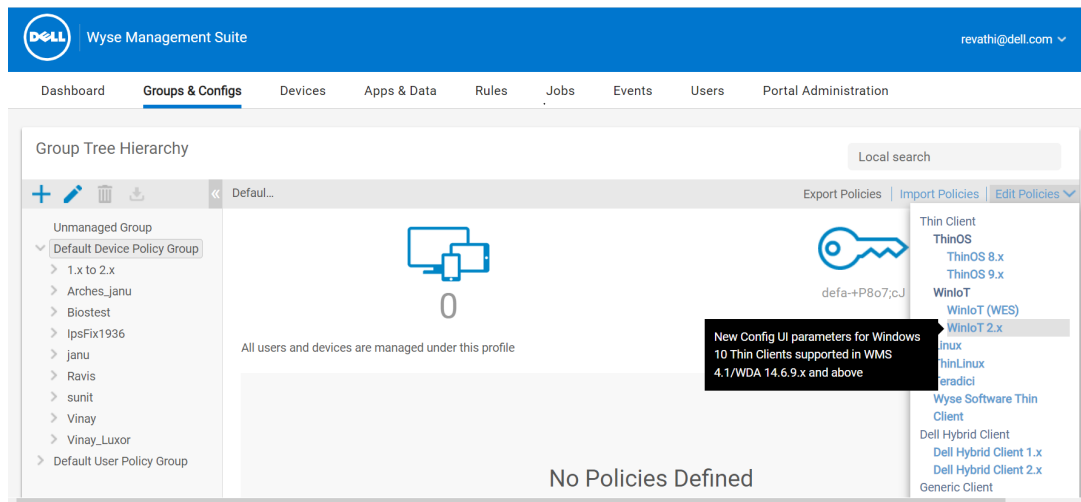 DELL Wyse Management Suite revathi@dell.com
Dashboard Groups & Configs Devices Apps & Data Rules Jobs Events Users Portal Administration
Group Tree Hierarchy
Local search
Defaul... Export Policies | Import Policies | Edit Policies
Unmanaged Group
Default Device Policy Group
1.x to 2.x
Arches_janu
Biostest
IpsFix1936
janu
Ravis
sunit
Vinay
Vinay_Luxor
Default User Policy Group
0
All users and devices are managed under this profile
defa-+P8o7;cJ
No Policies Defined
New Config UI parameters for Windows
10 Thin Clients supported in WMS
4.1/WDA 14.6.9.x and above
Thin Client
ThinOS
ThinOS 8.x
ThinOS 9.x
WinIoT
WinIoT (WES)
WinIoT 2.x
inux
ThinLinux
eradici
Wyse Software Thin
Client
Dell Hybrid Client
Dell Hybrid Client 1.x
Dell Hybrid Client 2.x
Generic Client